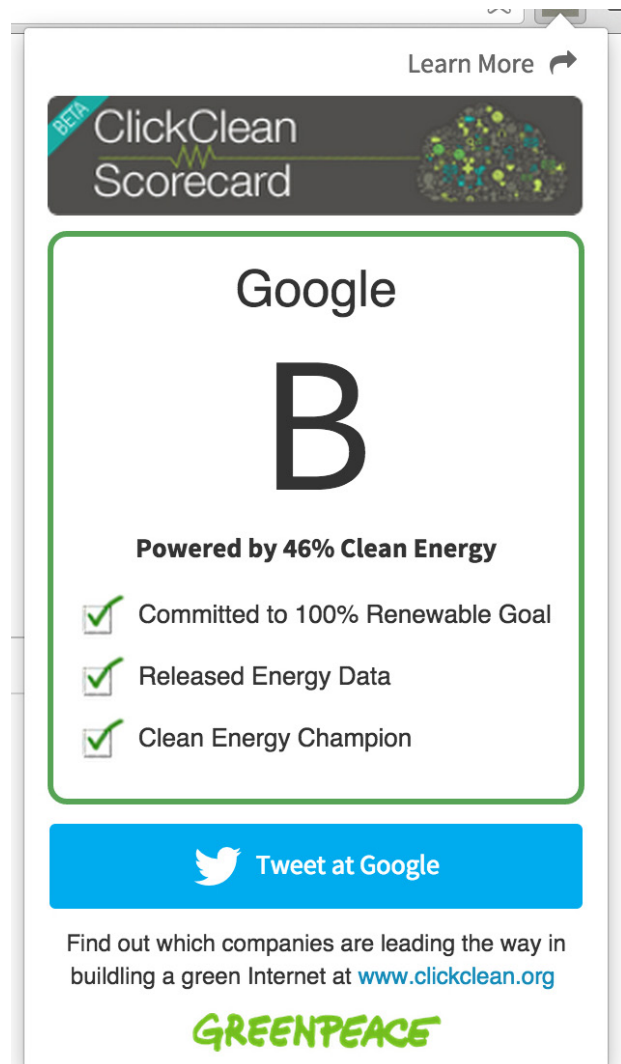 Learn More
BETA
ClickClean
Scorecard
Google
B
Powered by 46% Clean Energy
Committed to 100% Renewable Goal
Released Energy Data
Clean Energy Champion
Tweet at Google
Find out which companies are leading the way in
buildling a green Internet at www.clickclean.org
GREENPEACE